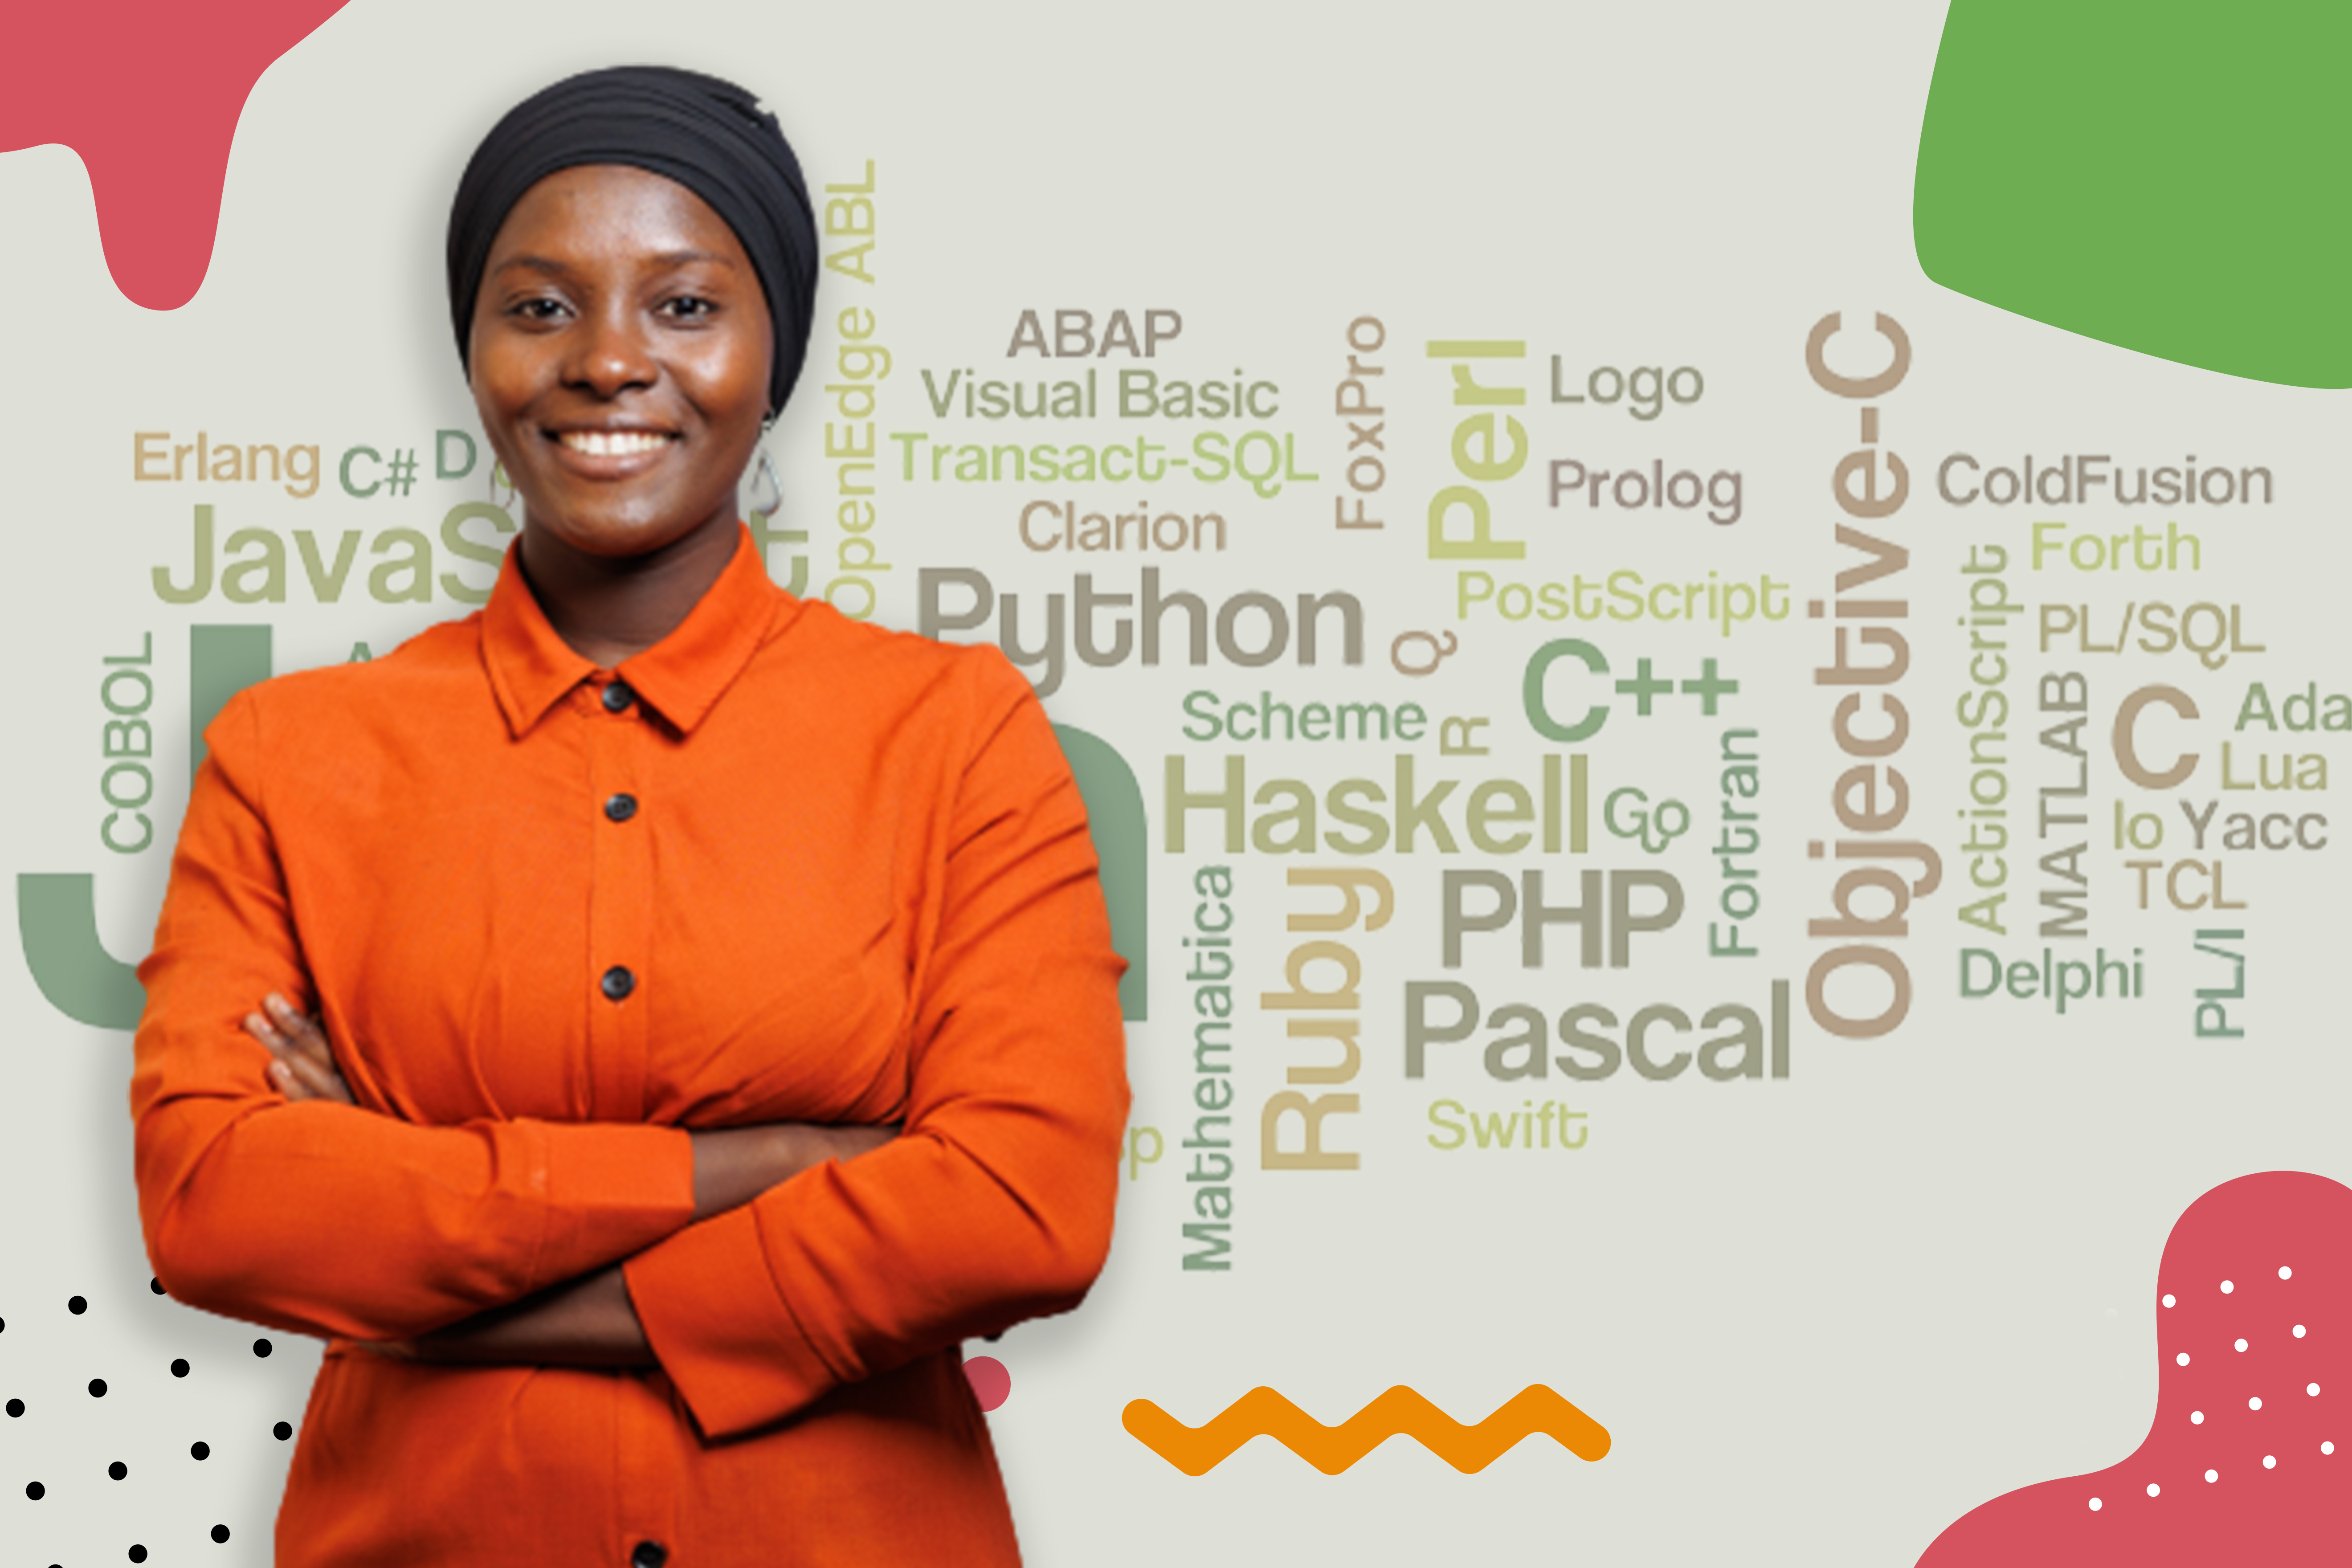 OpenEdge ABL
ABAP
Visual Basic
Transact-SQL
Clarion
FoxPro
Perl
Logo
Prolog
PostScript
Objective-C
ColdFusion
Forth
PL/SQL
ActionScript
MATLAB
C
Ada
Lua
Io
Yacc
TCL
Delphi
PL/I
Erlang
C#
D
COBOL
Python
Q
C++
Scheme
R
Haskell
Go
Fortran
Mathematica
Ruby
PHP
Pascal
Swift